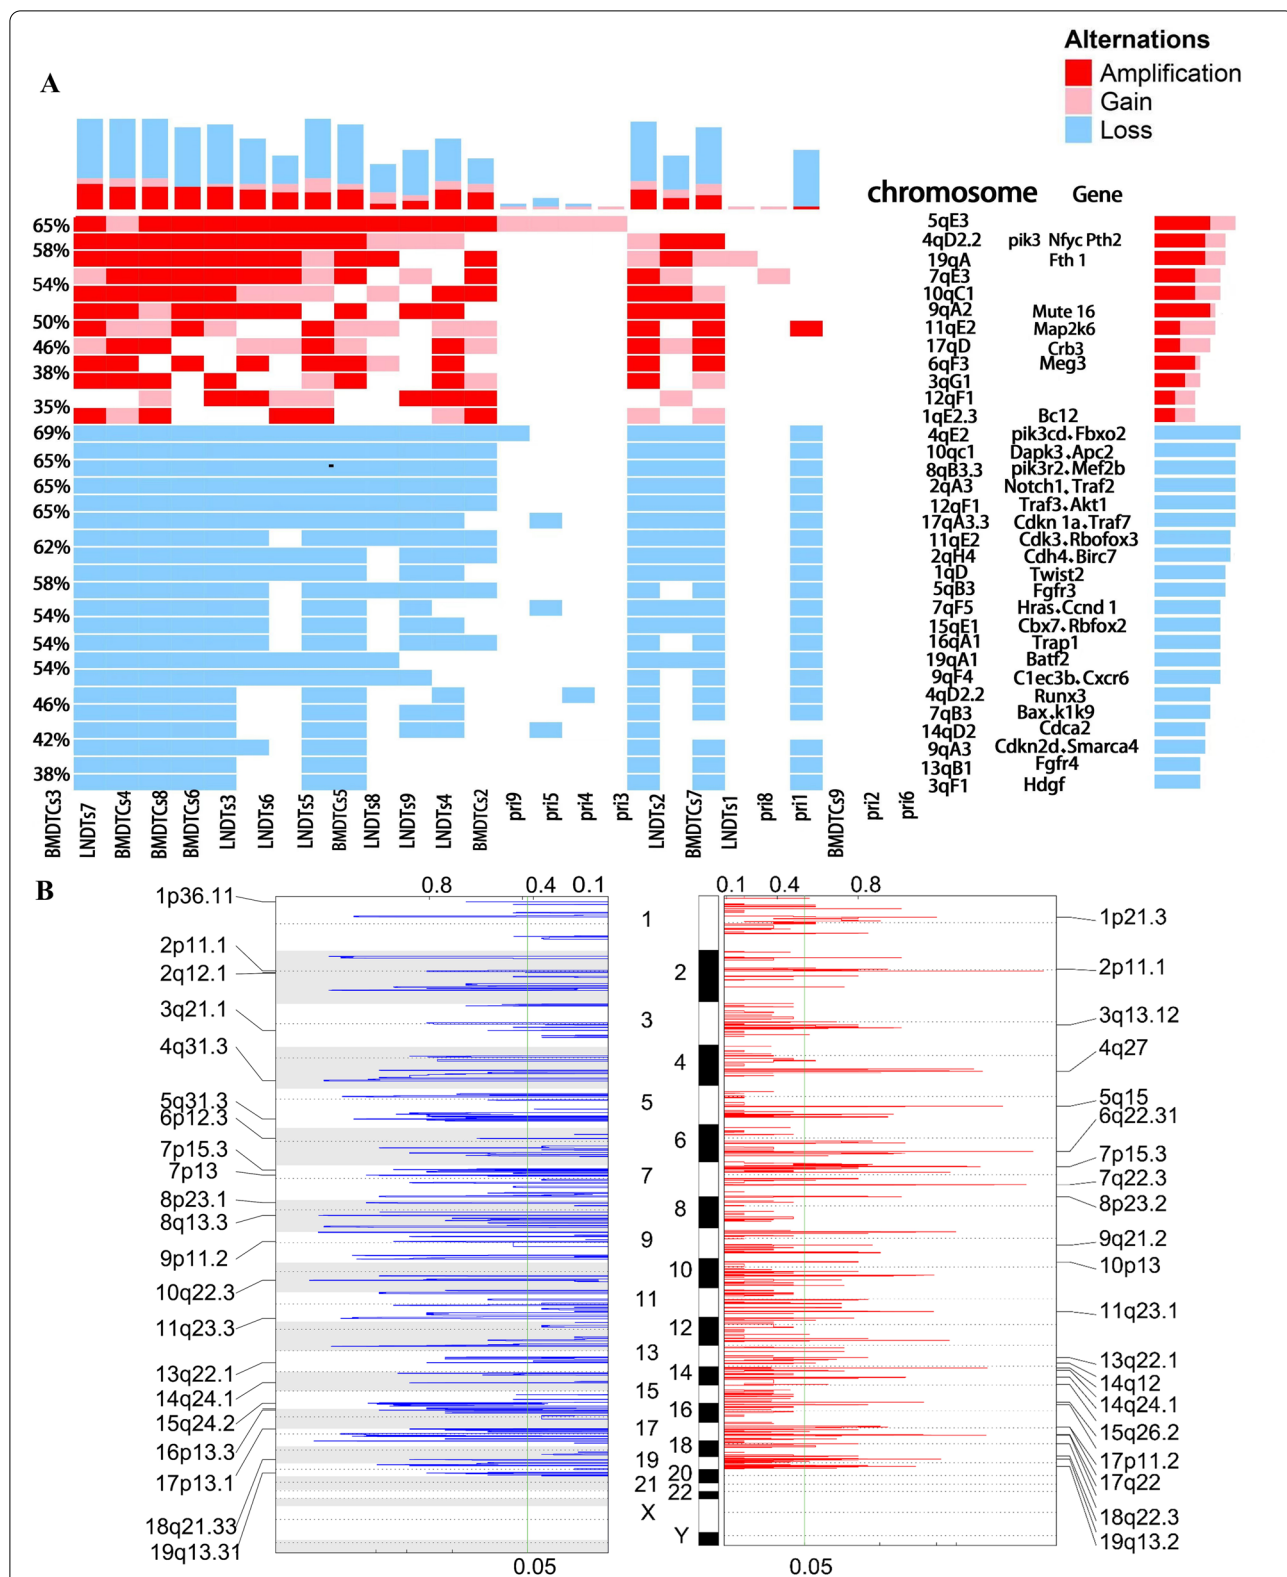 Alternations
Amplification
Gain
Loss
A
chromosome Gene
65%
58%
54%
50%
46%
38%
35%
69%
65%
65%
65%
62%
58%
54%
54%
54%
46%
42%
38%
5qE3
4qD2.2 pik3 Nfyc Pth2
19qA Fth 1
7qE3
10qC1
9qA2 Mute 16
11qE2 Map2k6
17qD Crb3
6qF3 Meg3
3qG1
12qF1
1qE2.3 Bc12
4qE2 pik3cd.Fbxo2
10qc1 Dapk3.Apc2
8qB3.3 pik3r2.Mef2b
2qA3 Notch1.Traf2
12qF1 Traf3.Akt1
17qA3.3 Cdkn 1a.Traf7
11qE2 Cdk3.Rbofox3
2qH4 Cdh4.Birc7
1qD Twist2
5qB3 Fgfr3
7qF5 Hras.Ccnd 1
15qE1 Cbx7.Rbfox2
16qA1 Trap1
19qA1 Batf2
9qF4 C1ec3b.Cxcr6
4qD2.2 Runx3
7qB3 Bax.k1k9
14qD2 Cdca2
9qA3 Cdkn2d.Smarca4
13qB1 Fgfr4
3qF1 Hdgf
BMDTCs3
LNDTs7
BMDTCs4
BMDTCs8
BMDTCs6
LNDTs3
LNDTs6
LNDTs5
BMDTCs5
LNDTs8
LNDTs9
LNDTs4
BMDTCs2
pri9
pri5
pri4
pri3
LNDTs2
BMDTCs7
LNDTs1
pri8
pri1
BMDTCs9
pri2
pri6
B
0.8 0.4 0.1
0.1 0.4 0.8
1p36.11
2p11.1
2q12.1
3q21.1
4q31.3
5q31.3
6p12.3
7p15.3
7p13
8p23.1
8q13.3
9p11.2
10q22.3
11q23.3
13q22.1
14q24.1
15q24.2
16p13.3
17p13.1
18q21.33
19q13.31
1
2
3
4
5
6
7
8
9
10
11
12
13
14
15
16
17
18
19
20
21
22
X
Y
1p21.3
2p11.1
3q13.12
4q27
5q15
6q22.31
7p15.3
7q22.3
8p23.2
9q21.2
10p13
11q23.1
13q22.1
14q12
14q24.1
15q26.2
17p11.2
17q22
18q22.3
19q13.2
0.05
0.05